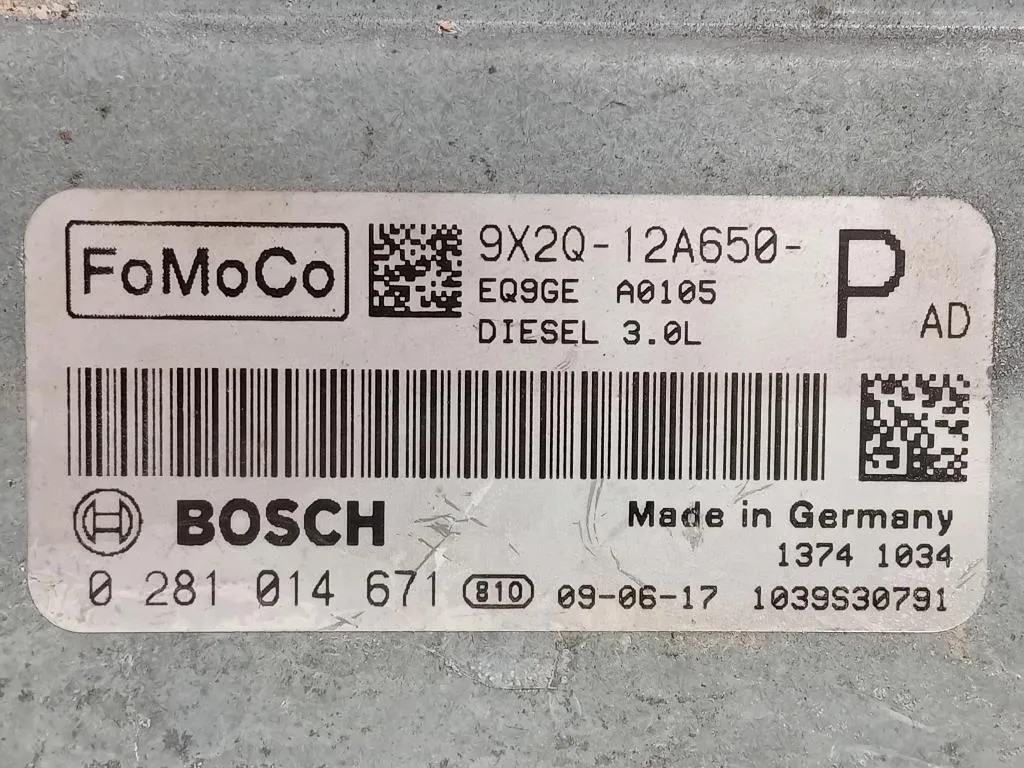 FoMoCo
9X2Q-12A650- P AD
EQ9GE A0105
DIESEL 3.0L
BOSCH
Made in Germany
1374 1034
0 281 014 671 810 09-06-17 1039S30791